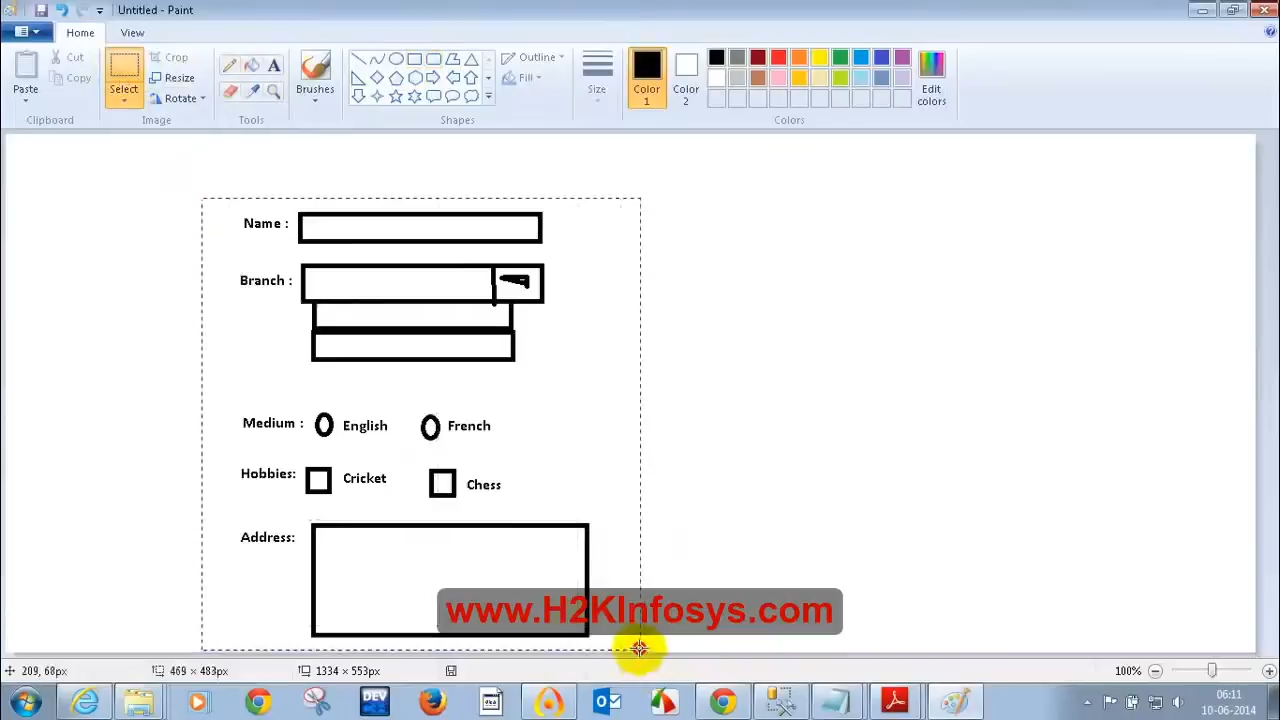 Untitled - Paint
Home View
Paste
Cut
Copy
Clipboard
Select
Crop
Resize
Rotate
Image
Tools
Brushes
Shapes
Outline
Fill
Size
Color 1
Color 2
Edit colors
Colors
Name :
Branch :
Medium : English French
Hobbies: Cricket Chess
Address:
www.H2KInfosys.com
209, 68px 469 × 483px 1334 × 553px 100%
DEV
06:11
10-06-2014